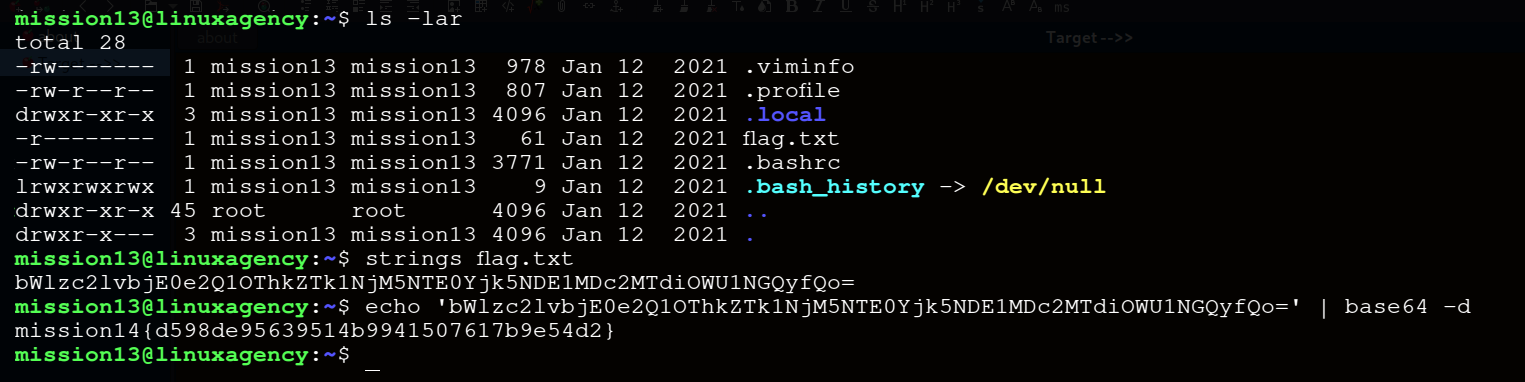 mission13@linuxagency:~$ ls -lar
total 28
about
Target-->>
-rw------- 1 mission13 mission13 978 Jan 12 2021 .viminfo
-rw-r--r-- 1 mission13 mission13 807 Jan 12 2021 .profile
drwxr-xr-x 3 mission13 mission13 4096 Jan 12 2021 .local
-r-------- 1 mission13 mission13 61 Jan 12 2021 flag.txt
-rw-r--r-- 1 mission13 mission13 3771 Jan 12 2021 .bashrc
lrwxrwxrwx 1 mission13 mission13 9 Jan 12 2021 .bash_history -> /dev/null
drwxr-xr-x 45 root root 4096 Jan 12 2021 ..
drwxr-x--- 3 mission13 mission13 4096 Jan 12 2021 .
mission13@linuxagency:~$ strings flag.txt
bWlzc2lvbjE0e2Q1OThkZTk1NjM5NTE0Yjk5NDE1MDc2MTdiOWU1NGQyfQo=
mission13@linuxagency:~$ echo 'bWlzc2lvbjE0e2Q1OThkZTk1NjM5NTE0Yjk5NDE1MDc2MTdiOWU1NGQyfQo=' | base64 -d
mission14{d598de95639514b9941507617b9e54d2}
mission13@linuxagency:~$